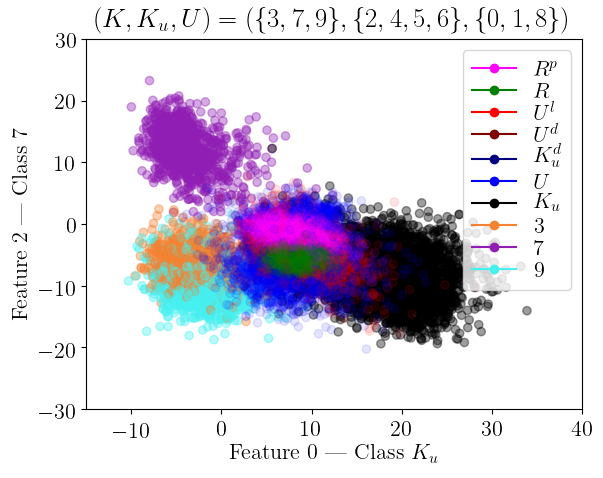 (K, K_u, U) = ({3, 7, 9}, {2, 4, 5, 6}, {0, 1, 8})
30
20
10
0
−10
−20
−30
Feature 2 — Class 7
R^p
R
U^l
U^d
K_u^d
U
K_u
3
7
9
−10
0
10
20
30
40
Feature 0 — Class K_u